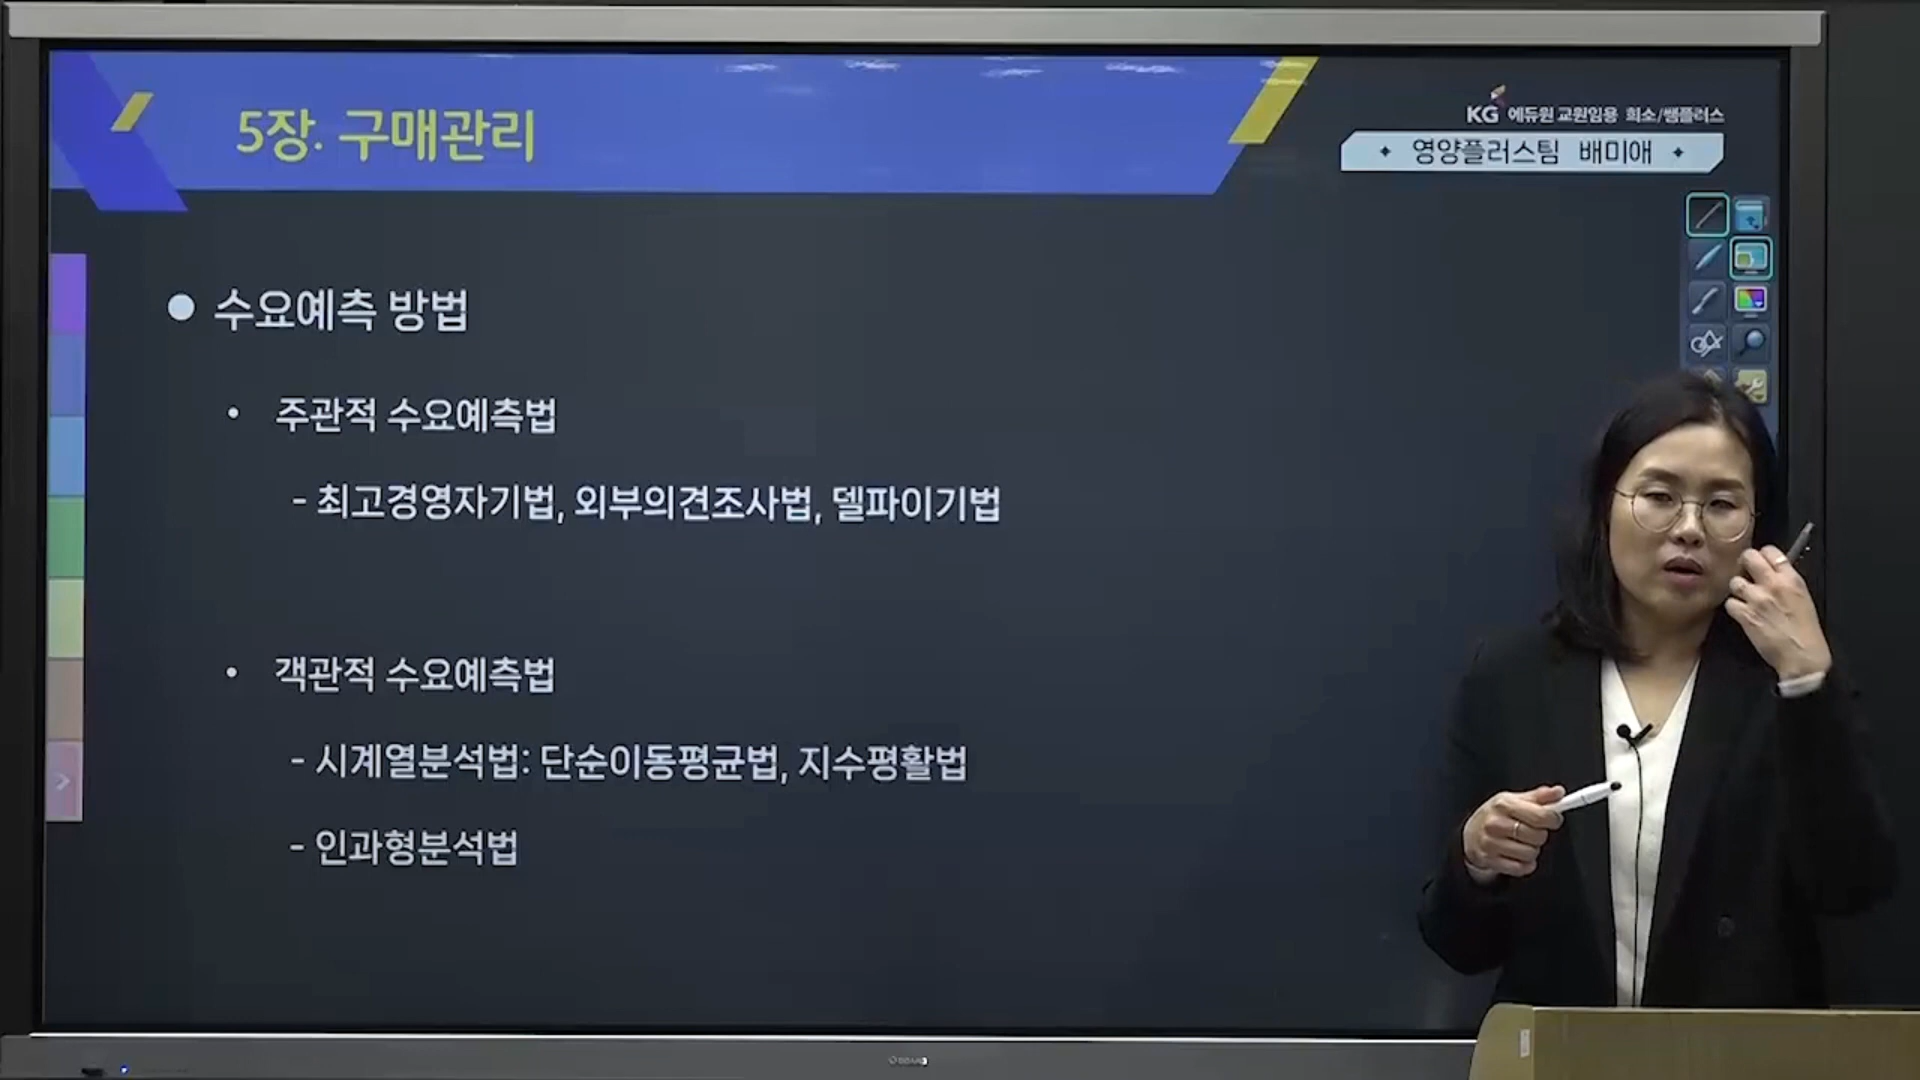 5장. 구매관리
KG 에듀원 교원임용 희소/쌤플러스
영양플러스팀 배미애
수요예측 방법
• 주관적 수요예측법
- 최고경영자기법, 외부의견조사법, 델파이기법
• 객관적 수요예측법
- 시계열분석법: 단순이동평균법, 지수평활법
- 인과형분석법